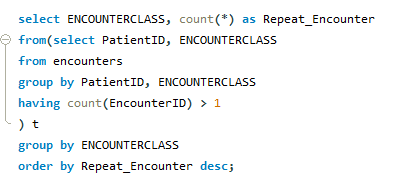 select ENCOUNTERCLASS, count(*) as Repeat_Encounter
from(select PatientID, ENCOUNTERCLASS
from encounters
group by PatientID, ENCOUNTERCLASS
having count(EncounterID) > 1
) t
group by ENCOUNTERCLASS
order by Repeat_Encounter desc;